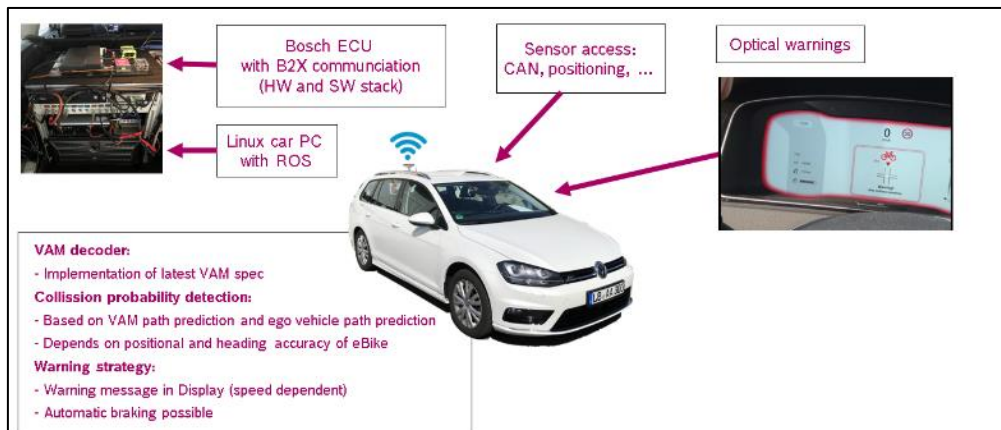 Bosch ECU
with B2X communciation
(HW and SW stack)
Sensor access:
CAN, positioning, ...
Optical warnings
Linux car PC
with ROS
0
VAM decoder:
- Implementation of latest VAM spec
Collission probability detection:
- Based on VAM path prediction and ego vehicle path prediction
- Depends on positional and heading accuracy of eBike
Warning strategy:
- Warning message in Display (speed dependent)
- Automatic braking possible